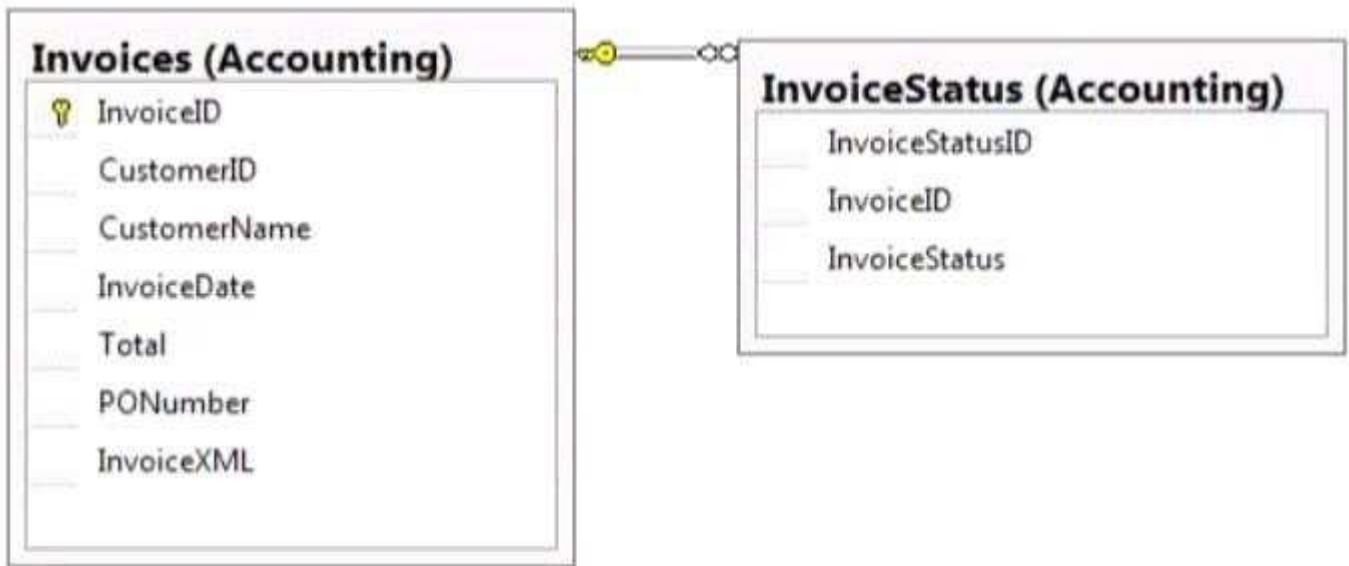 Invoices (Accounting)
InvoiceID
CustomerID
CustomerName
InvoiceDate
Total
PONumber
InvoiceXML
InvoiceStatus (Accounting)
InvoiceStatusID
InvoiceID
InvoiceStatus